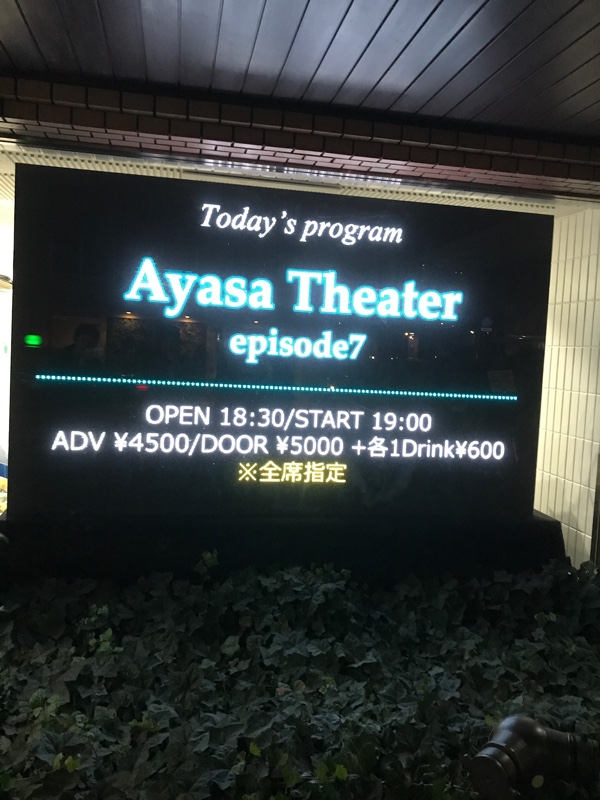 Today's program
Ayasa Theater
episode7
OPEN 18:30/START 19:00
ADV ¥4500/DOOR ¥5000 +各1Drink¥600
※全席指定